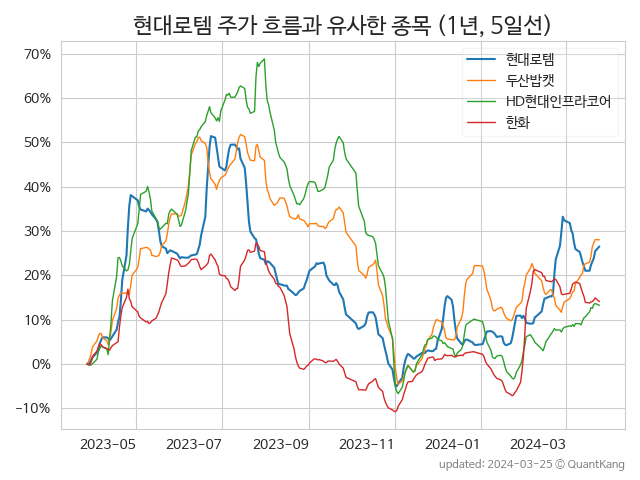 현대로템 주가 흐름과 유사한 종목 (1년, 5일선)
현대로템
두산밥캣
HD현대인프라코어
한화
70%
60%
50%
40%
30%
20%
10%
0%
−10%
2023-05
2023-07
2023-09
2023-11
2024-01
2024-03
updated: 2024-03-25 ⓒ QuantKang